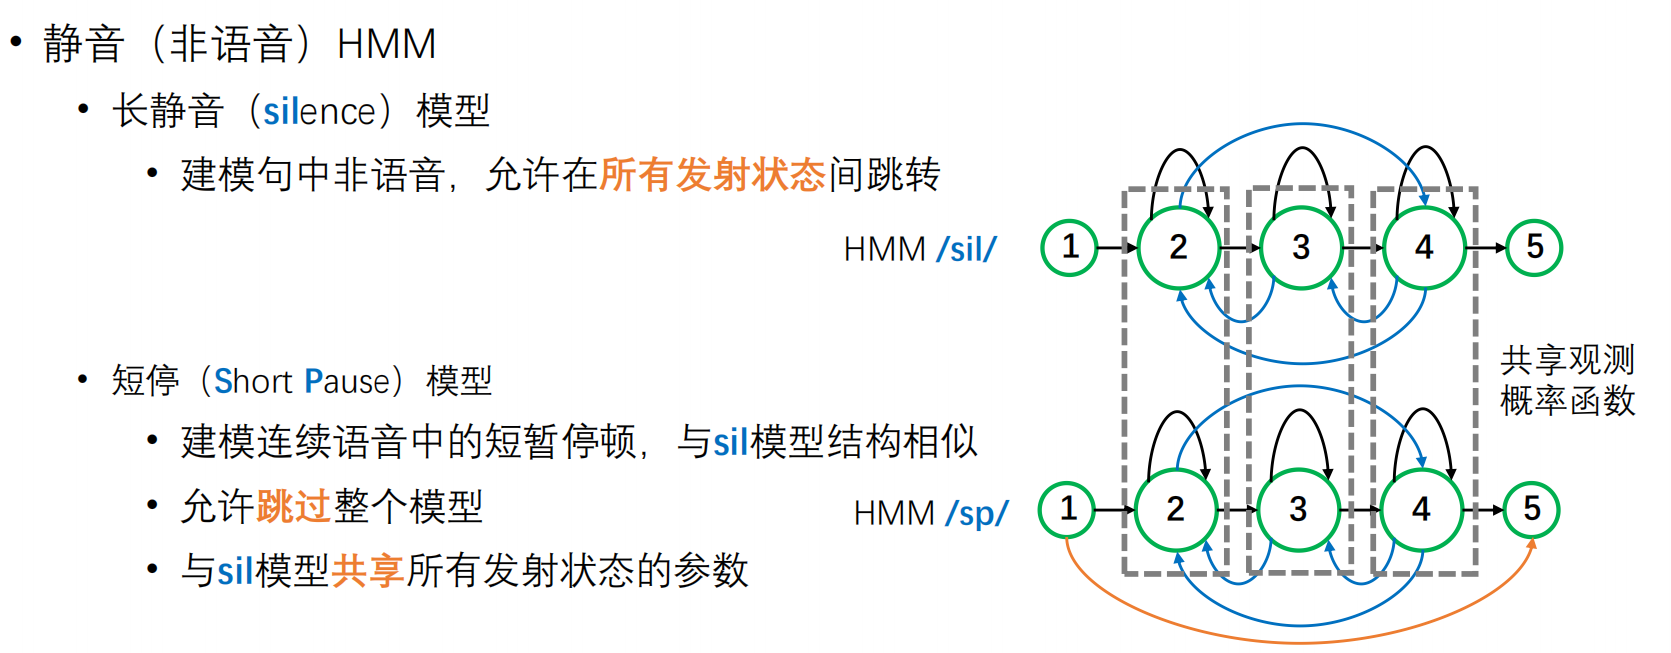 • 静音（非语音）HMM
• 长静音（silence）模型
• 建模句中非语音，允许在所有发射状态间跳转
HMM /sil/
1 2 3 4 5
• 短停（Short Pause）模型
共享观测
概率函数
• 建模连续语音中的短暂停顿，与sil模型结构相似
• 允许跳过整个模型
HMM /sp/
1 2 3 4 5
• 与sil模型共享所有发射状态的参数